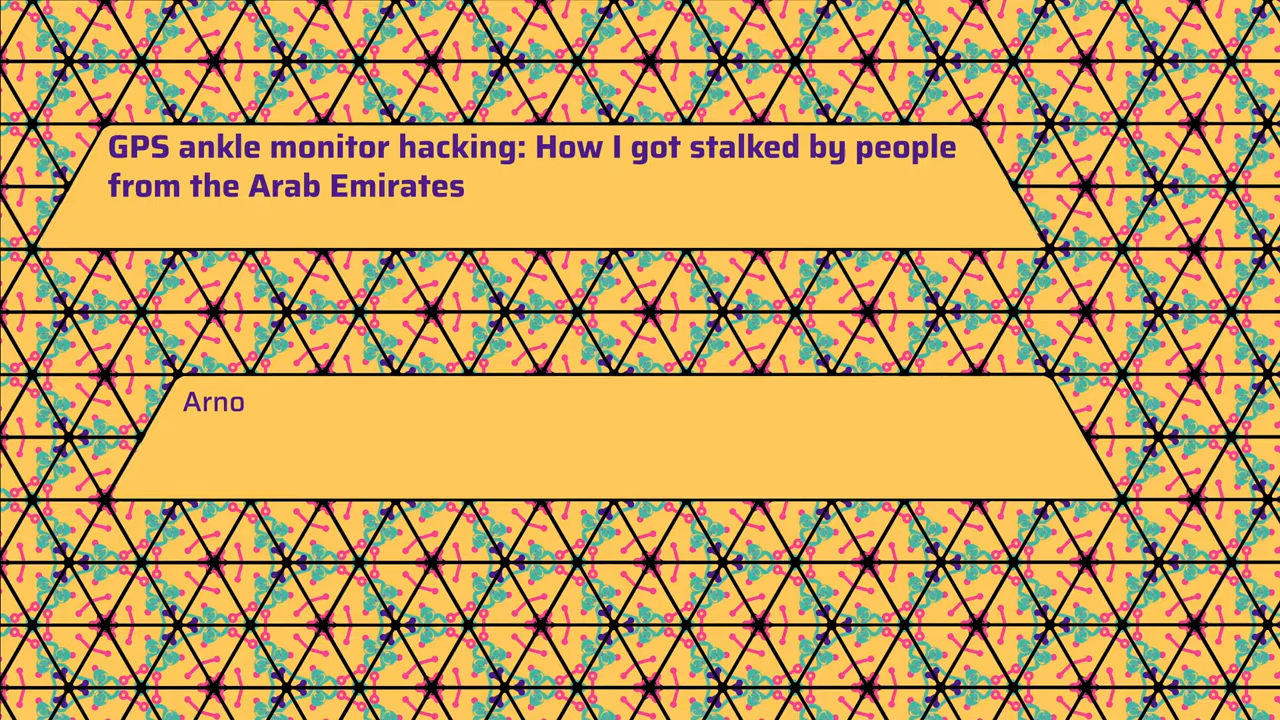 GPS ankle monitor hacking: How I got stalked by people
from the Arab Emirates
Arno